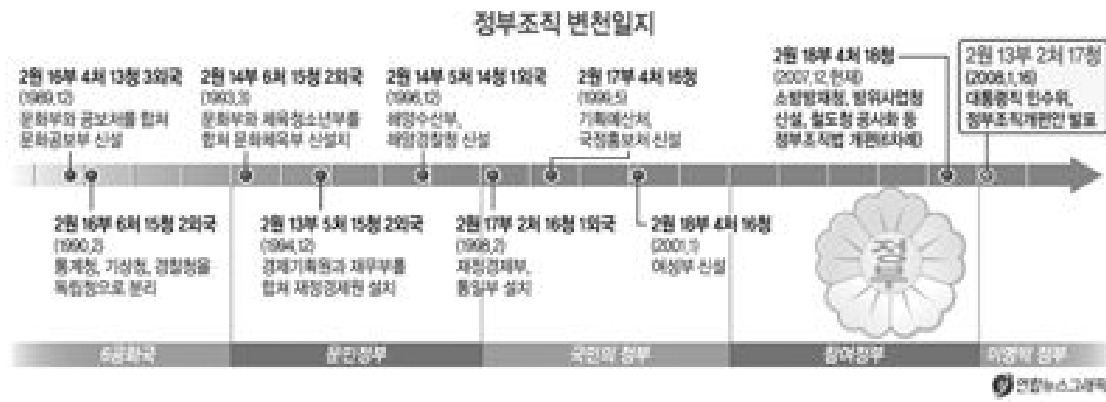 정부조직 변천일지
2원 16부 4처 13청 3외국
(1989.12)
문화부와 공보처를 합쳐
문화공보부 신설
2원 14부 6처 15청 2외국
(1993.3)
문화부와 체육청소년부를
합쳐 문화체육부 신설지
2원 14부 5처 14청 1외국
(1996.12)
해양수산부,
해양경찰청 신설
2원 17부 4처 16청
(1999.5)
기획예산처,
국정홍보처 신설
2원 18부 4처 18청
(2007.12.현재)
소방방재청, 방위사업청
신설, 철도청 공사화 등
정부조직법 개편(6차례)
2원 13부 2처 17청
(2008.1.16)
대통령직 인수위,
정부조직개편안 발표
2원 16부 6처 15청 2외국
(1990.2)
통계청, 기상청, 경찰청을
독립청으로 분리
2원 13부 5처 15청 2외국
(1994.12)
경제기획원과 재무부를
합쳐 재정경제원 설치
2원 17부 2처 16청 1외국
(1998.2)
재정경제부,
통일부 설치
2원 18부 4처 16청
(2001.1)
여성부 신설
6공화국
문민정부
국민의 정부
참여정부
이명박 정부
연합뉴스그래픽